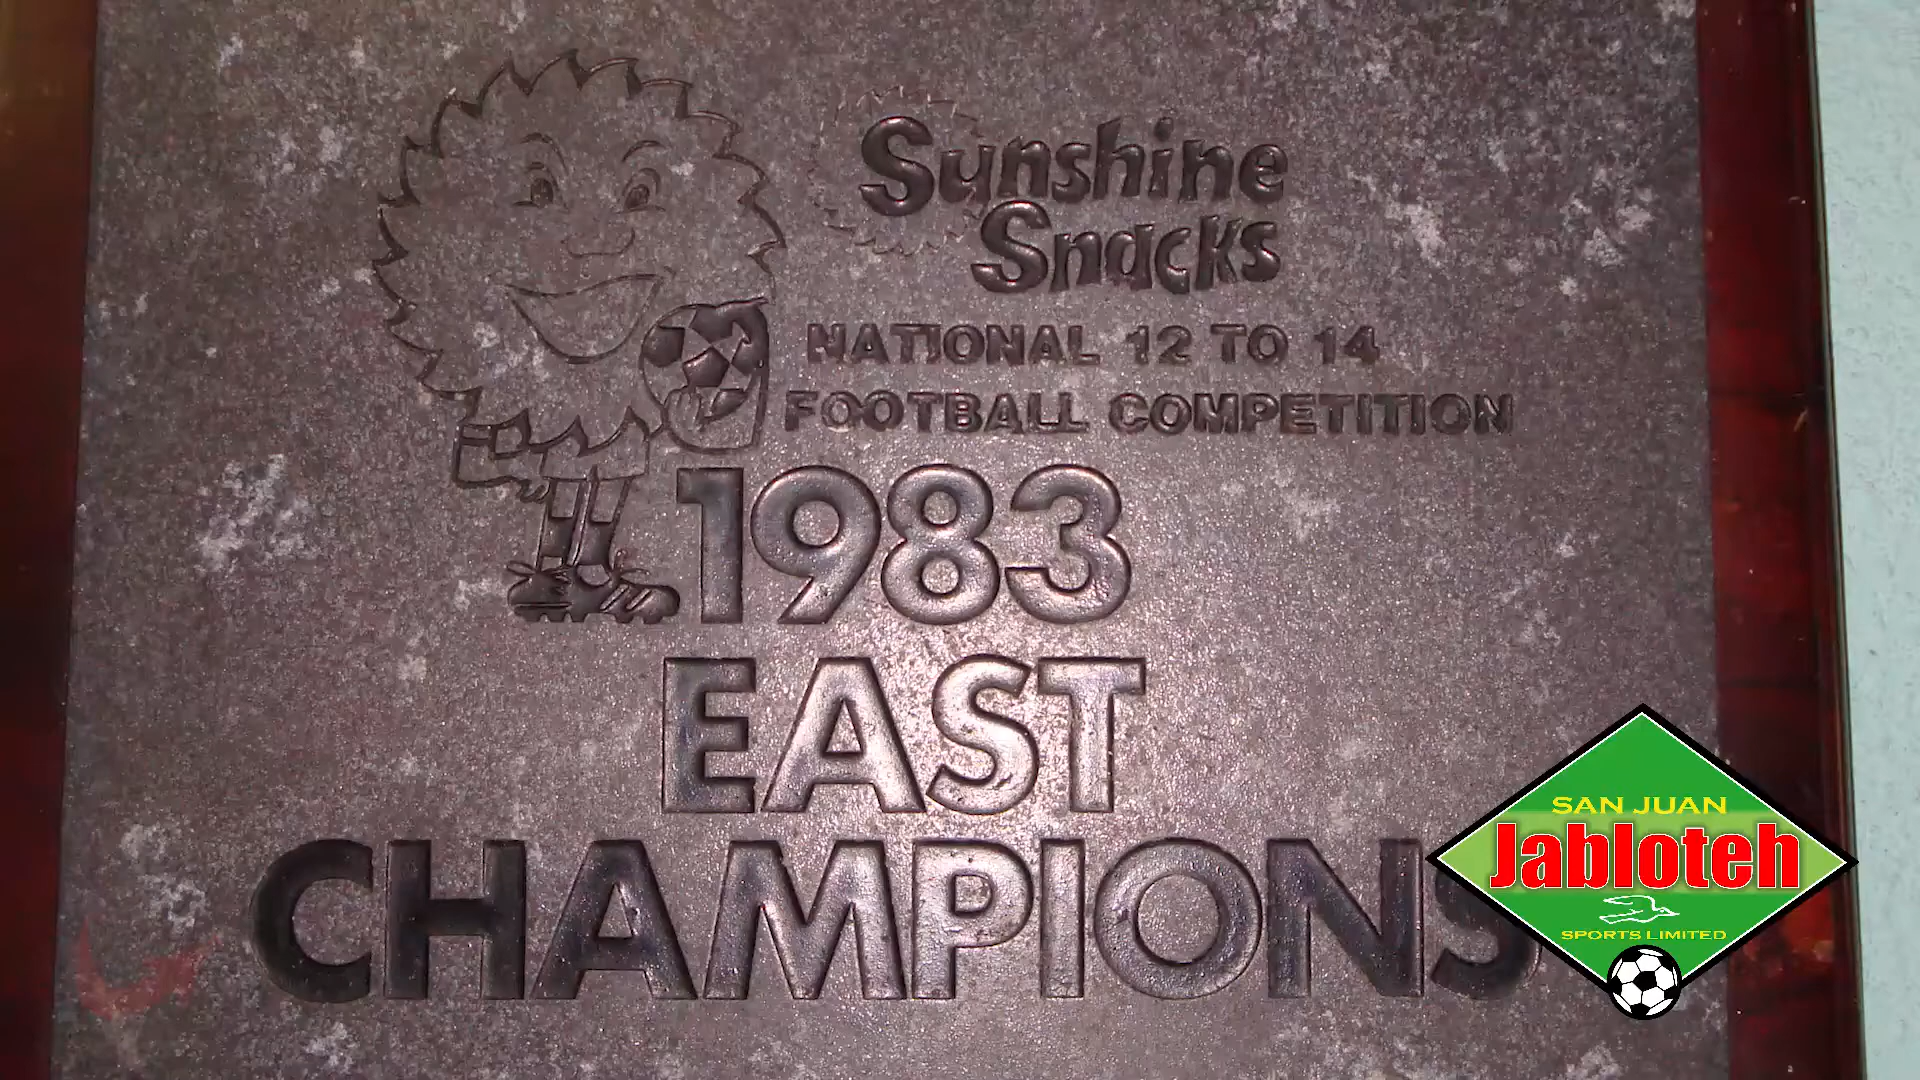 Sunshine
Snacks
NATIONAL 12 TO 14
FOOTBALL COMPETITION
1983
EAST
CHAMPIONS
SAN JUAN
Jabloteh
SPORTS LIMITED